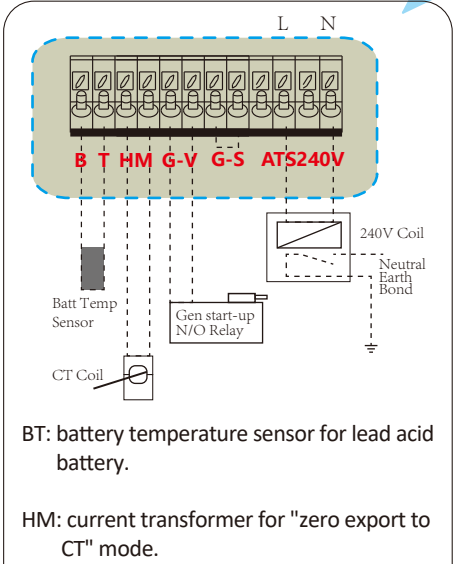 L N
B T HM G-V G-S ATS240V
240V Coil
Neutral
Earth
Bond
Batt Temp
Sensor
Gen start-up
N/O Relay
CT Coil
BT: battery temperature sensor for lead acid
battery.
HM: current transformer for "zero export to
CT" mode.